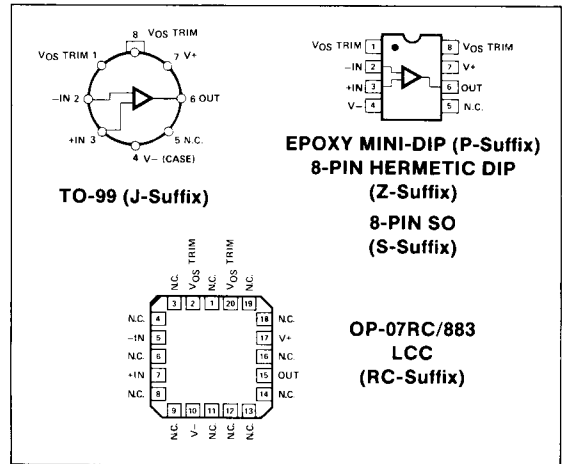 8 VOS TRIM
VOS TRIM 1
7 V+
–IN 2
6 OUT
+IN 3
5 N.C.
4 V– (CASE)
TO-99 (J-Suffix)
VOS TRIM 1
8 VOS TRIM
–IN 2
7 V+
+IN 3
6 OUT
V– 4
5 N.C.
EPOXY MINI-DIP (P-Suffix)
8-PIN HERMETIC DIP
(Z-Suffix)
8-PIN SO
(S-Suffix)
N.C. VOS TRIM N.C. VOS TRIM N.C.
3 2 1 20 19
N.C. 4
18 N.C.
–IN 5
17 V+
N.C. 6
16 N.C.
+IN 7
15 OUT
N.C. 8
14 N.C.
9 10 11 12 13
N.C. V– N.C. N.C. N.C.
OP-07RC/883
LCC
(RC-Suffix)